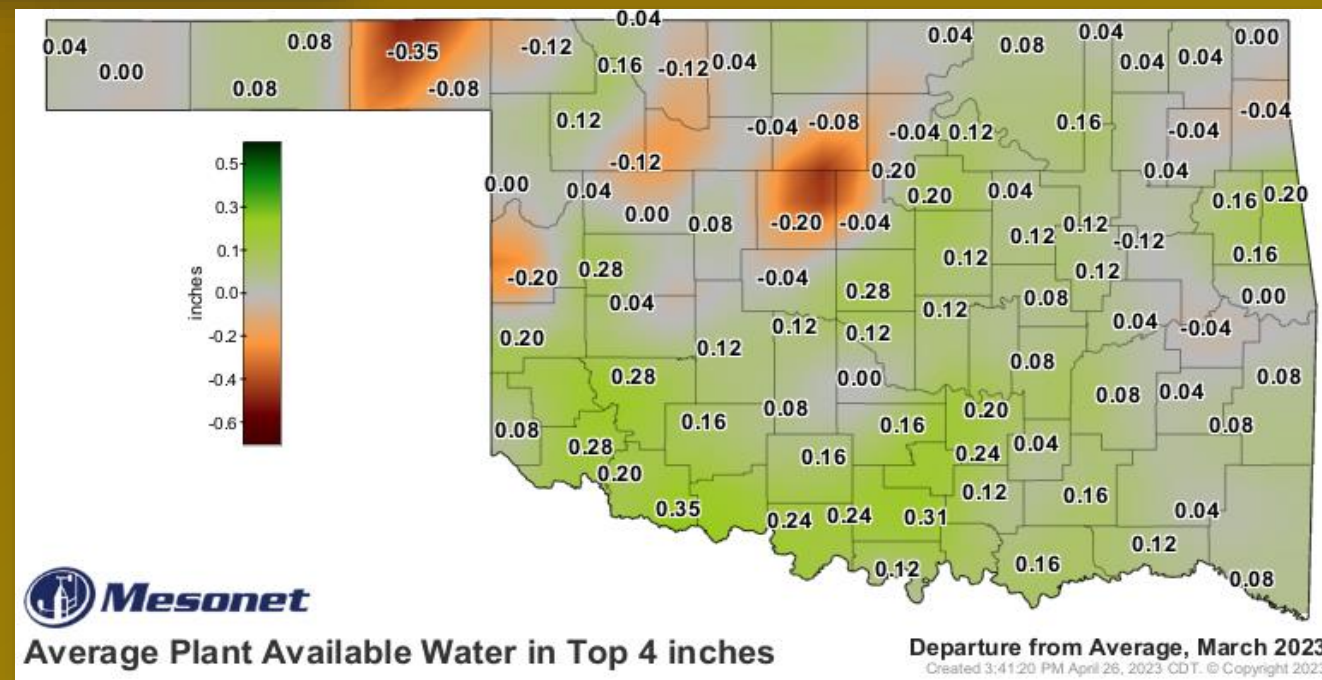 0.04
0.04 0.08 -0.35 -0.12 0.04 0.08 0.04 0.00
0.00 0.16 -0.12 0.04 0.04 0.04
0.08 -0.08
0.12 -0.04 -0.08 -0.04 0.12 0.16 -0.04 -0.04
0.5
-0.12 0.20 0.04
0.00 0.04 0.20 0.04 0.16 0.20
0.3
0.00 0.08 -0.20 -0.04 0.12 0.12 -0.12
0.1
0.12 0.16
-0.20 0.28 -0.04 0.12
inches
0.0
0.04 0.28 0.12 0.08 0.00
-0.2
0.20 0.12 0.12 0.12 0.04 -0.04
-0.4
0.28 0.00 0.08 0.08 0.04 0.08
-0.6
0.08 0.16 0.08 0.16 0.20 0.08
0.28 0.16 0.24 0.04
0.20 0.12 0.16
0.35 0.24 0.24 0.31 0.04
0.12 0.16 0.12 0.08
Mesonet
Average Plant Available Water in Top 4 inches
Departure from Average, March 2023
Created 3:41:20 PM April 26, 2023 CDT. © Copyright 2023